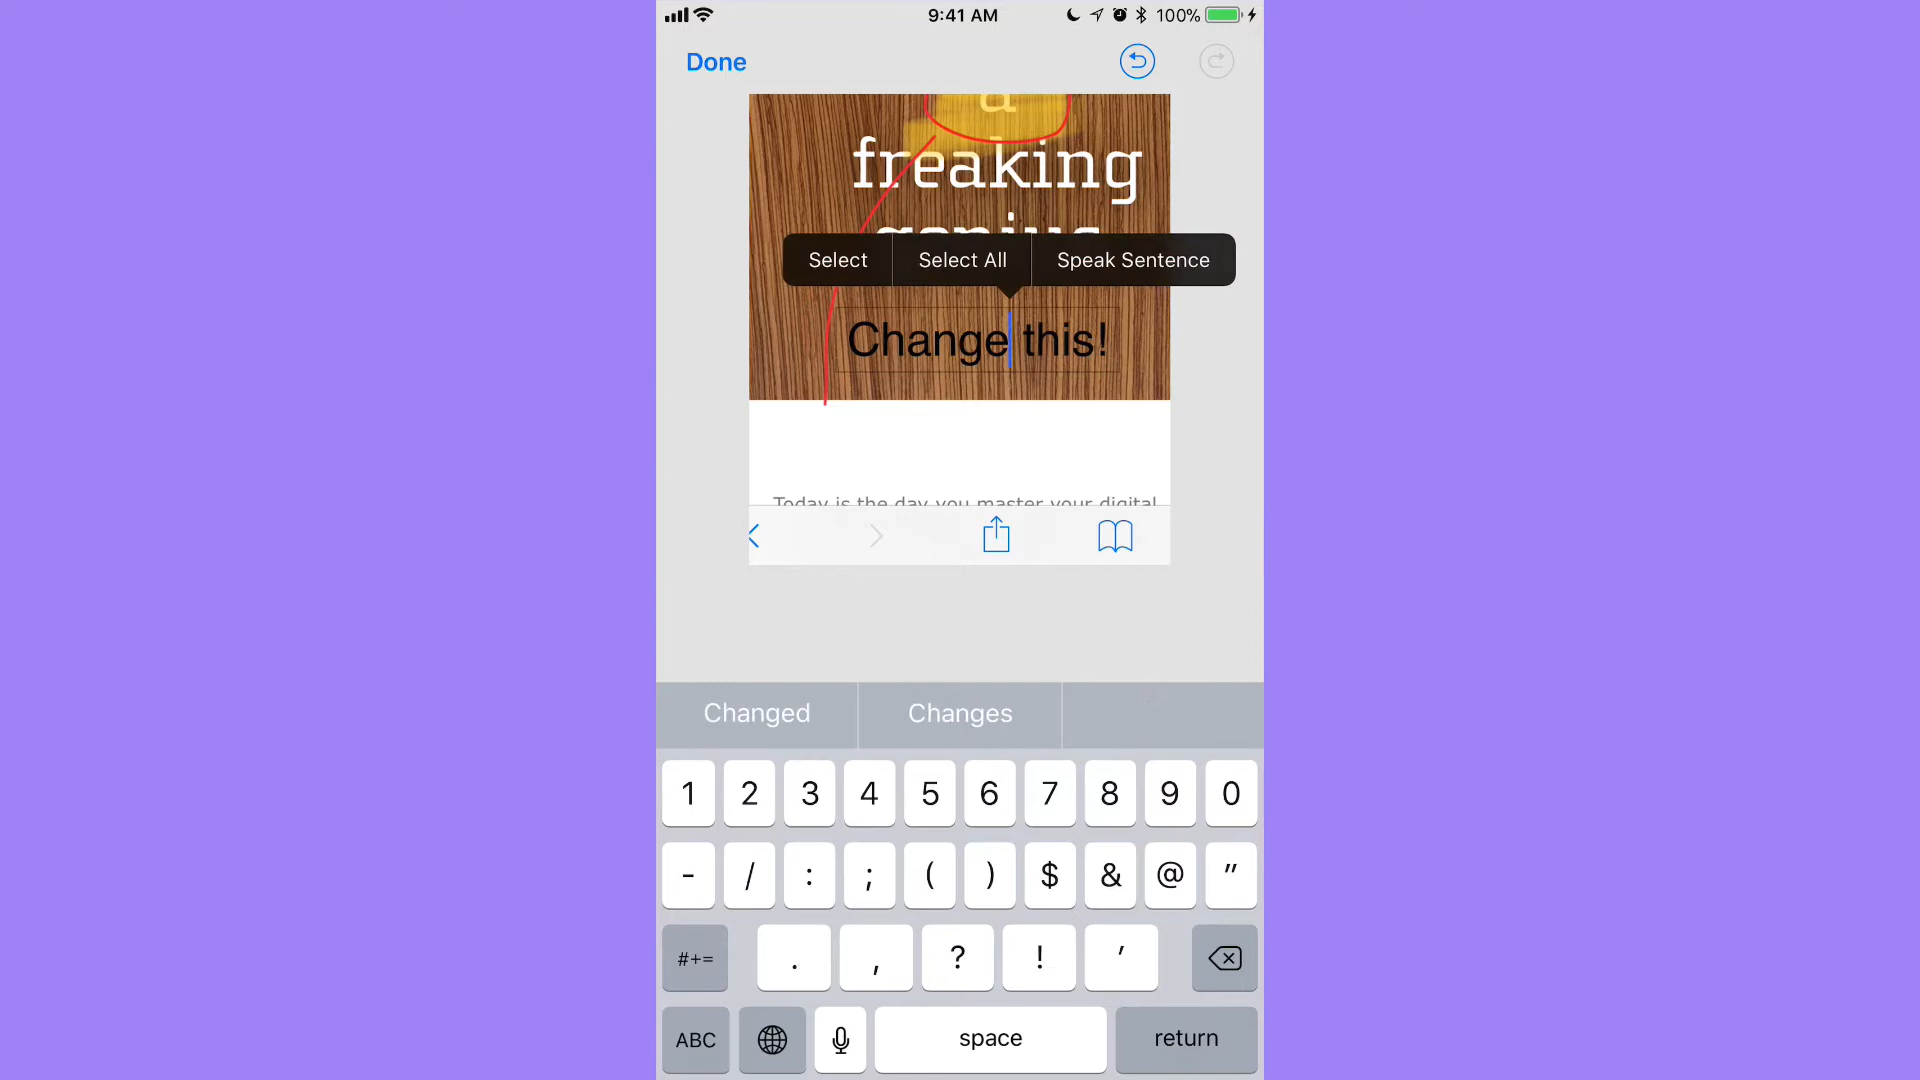 9:41 AM
100%
Done
a
freaking
genius
Select Select All Speak Sentence
Change this!
Today is the day you master your digital
Changed Changes
1 2 3 4 5 6 7 8 9 0
- / : ; ( ) $ & @ "
#+= . , ? ! '
ABC space return